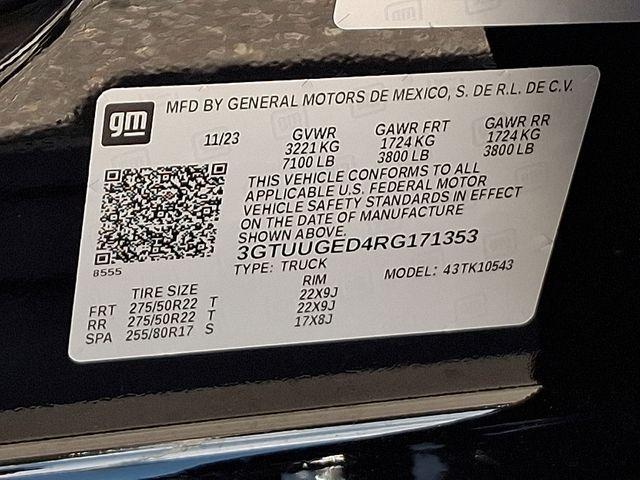 MFD BY GENERAL MOTORS DE MEXICO, S. DE R.L. DE C.V.
gm
11/23 GVWR GAWR FRT GAWR RR
3221 KG 1724 KG 1724 KG
7100 LB 3800 LB 3800 LB
THIS VEHICLE CONFORMS TO ALL
APPLICABLE U.S. FEDERAL MOTOR
VEHICLE SAFETY STANDARDS IN EFFECT
ON THE DATE OF MANUFACTURE
SHOWN ABOVE.
3GTUUGED4RG171353
8555
TYPE: TRUCK MODEL: 43TK10543
TIRE SIZE RIM
FRT 275/50R22 T 22X9J
RR 275/50R22 T 22X9J
SPA 255/80R17 S 17X8J